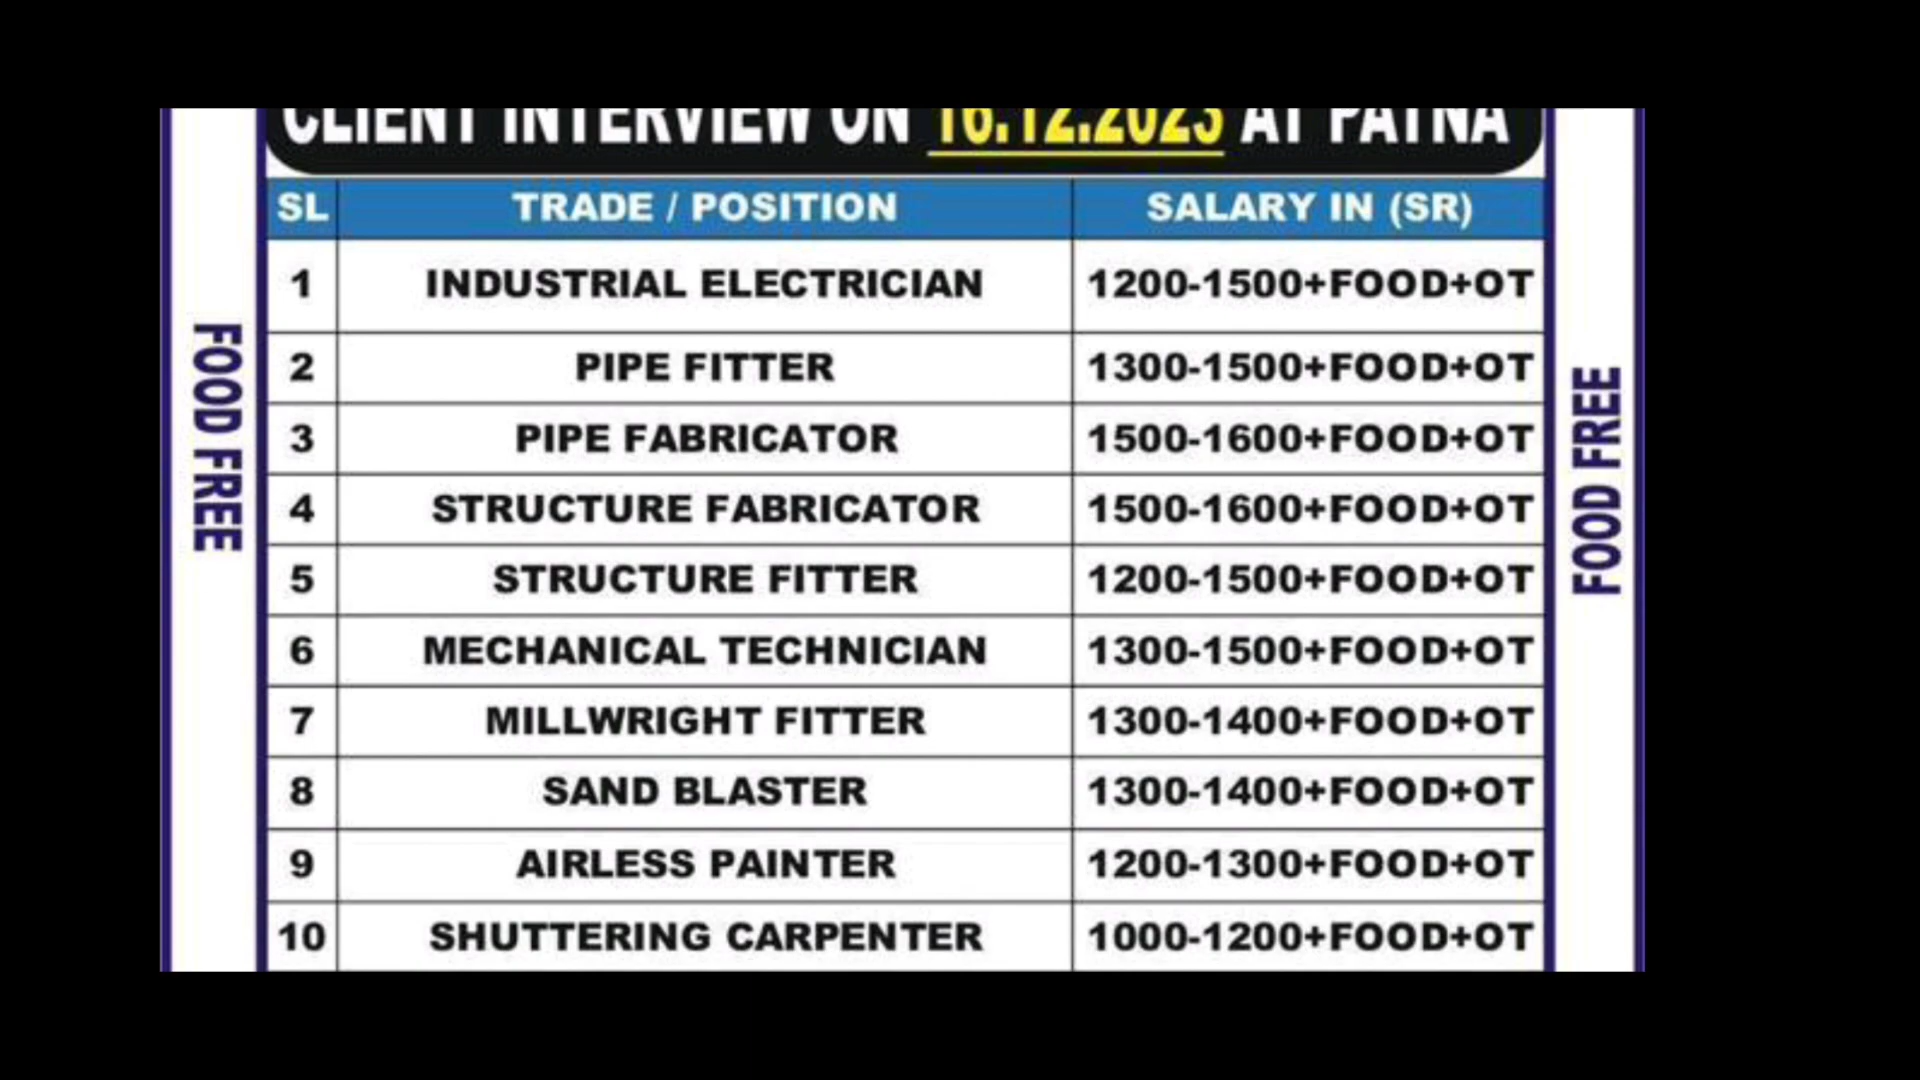 CLIENT INTERVIEW ON 16.12.2023 AT PATNA
SL TRADE / POSITION SALARY IN (SR)
1 INDUSTRIAL ELECTRICIAN 1200-1500+FOOD+OT
2 PIPE FITTER 1300-1500+FOOD+OT
3 PIPE FABRICATOR 1500-1600+FOOD+OT
4 STRUCTURE FABRICATOR 1500-1600+FOOD+OT
5 STRUCTURE FITTER 1200-1500+FOOD+OT
6 MECHANICAL TECHNICIAN 1300-1500+FOOD+OT
7 MILLWRIGHT FITTER 1300-1400+FOOD+OT
8 SAND BLASTER 1300-1400+FOOD+OT
9 AIRLESS PAINTER 1200-1300+FOOD+OT
10 SHUTTERING CARPENTER 1000-1200+FOOD+OT
FOOD FREE
FOOD FREE